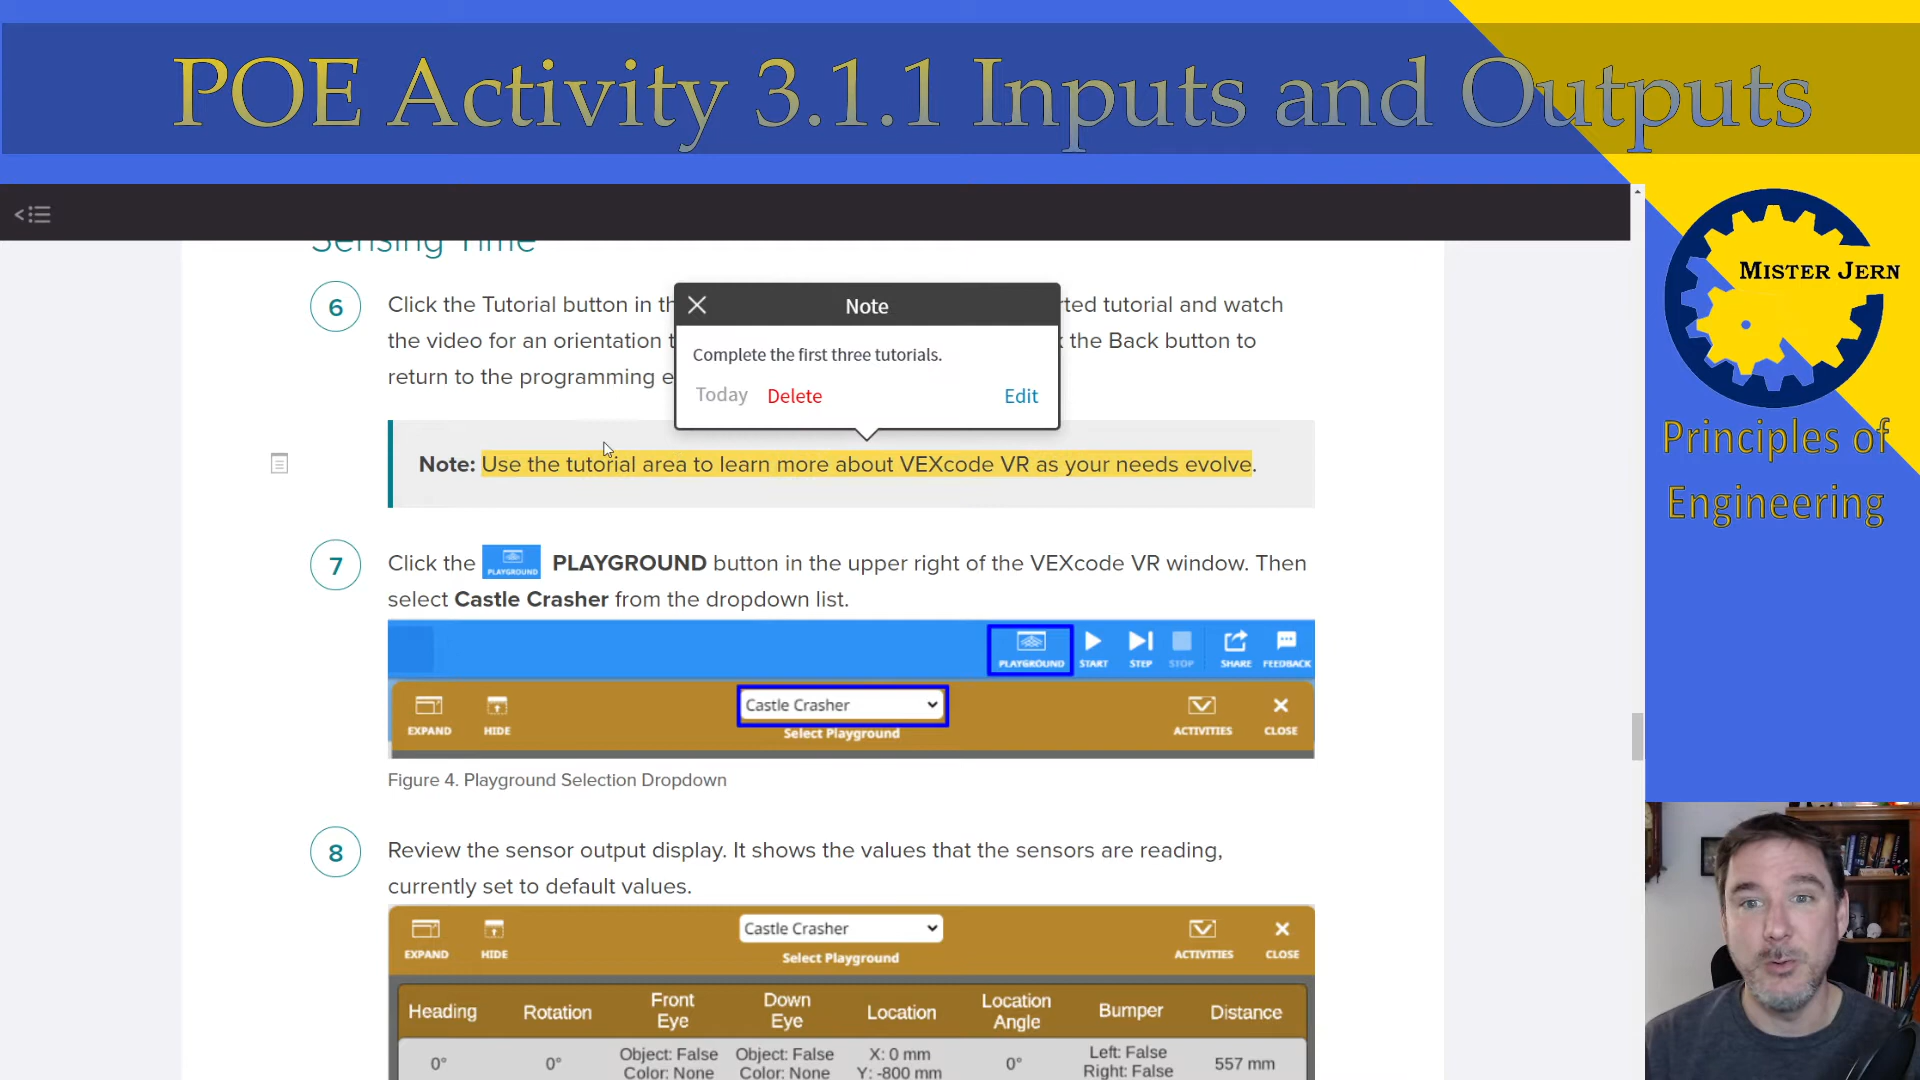 POE Activity 3.1.1 Inputs and Outputs
MISTER JERN
Principles of
Engineering
Sensing Time
6
Click the Tutorial button in th
rted tutorial and watch
the video for an orientation t
the Back button to
return to the programming e
Note
Complete the first three tutorials.
Today Delete Edit
Note: Use the tutorial area to learn more about VEXcode VR as your needs evolve.
7
Click the PLAYGROUND PLAYGROUND button in the upper right of the VEXcode VR window. Then
select Castle Crasher from the dropdown list.
PLAYGROUND START STEP STOP SHARE FEEDBACK
EXPAND HIDE Castle Crasher ACTIVITIES CLOSE
Select Playground
Figure 4. Playground Selection Dropdown
8
Review the sensor output display. It shows the values that the sensors are reading,
currently set to default values.
EXPAND HIDE Castle Crasher ACTIVITIES CLOSE
Select Playground
Heading Rotation Front Eye Down Eye Location Location Angle Bumper Distance
0° 0° Object: False Object: False X: 0 mm 0° Left: False 557 mm
Color: None Color: None Y: -800 mm Right: False